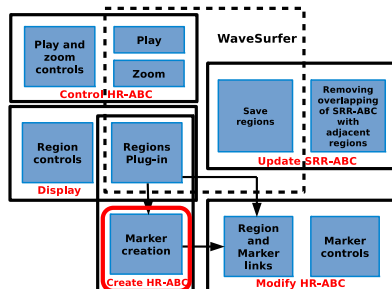 Play and
zoom
controls
Play
Zoom
Control HR-ABC
WaveSurfer
Save
regions
Removing
overlapping
of SRR-ABC
with
adjacent
regions
Update SRR-ABC
Region
controls
Display
Regions
Plug-in
Marker
creation
Create HR-ABC
Region
and
Marker
links
Marker
controls
Modify HR-ABC